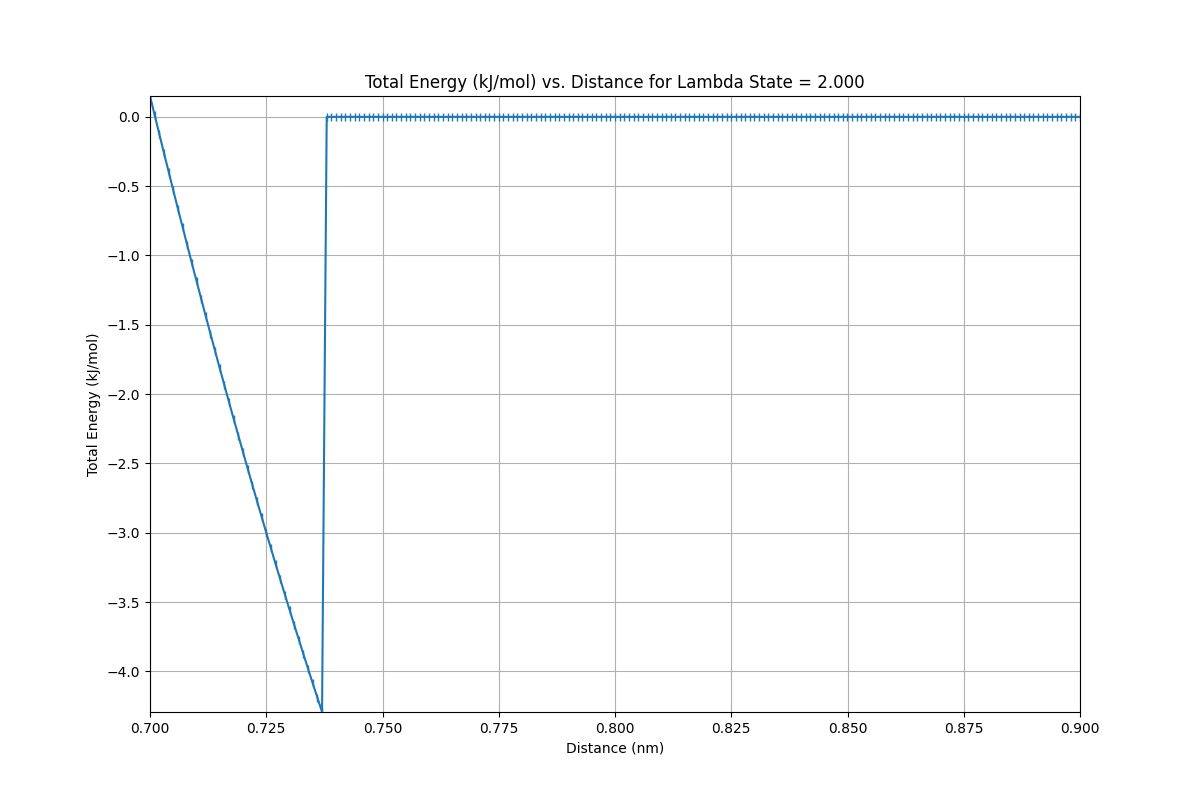 Total Energy (kJ/mol) vs. Distance for Lambda State = 2.000
0.0
−0.5
−1.0
−1.5
−2.0
−2.5
−3.0
−3.5
−4.0
Total Energy (kJ/mol)
0.700 0.725 0.750 0.775 0.800 0.825 0.850 0.875 0.900
Distance (nm)